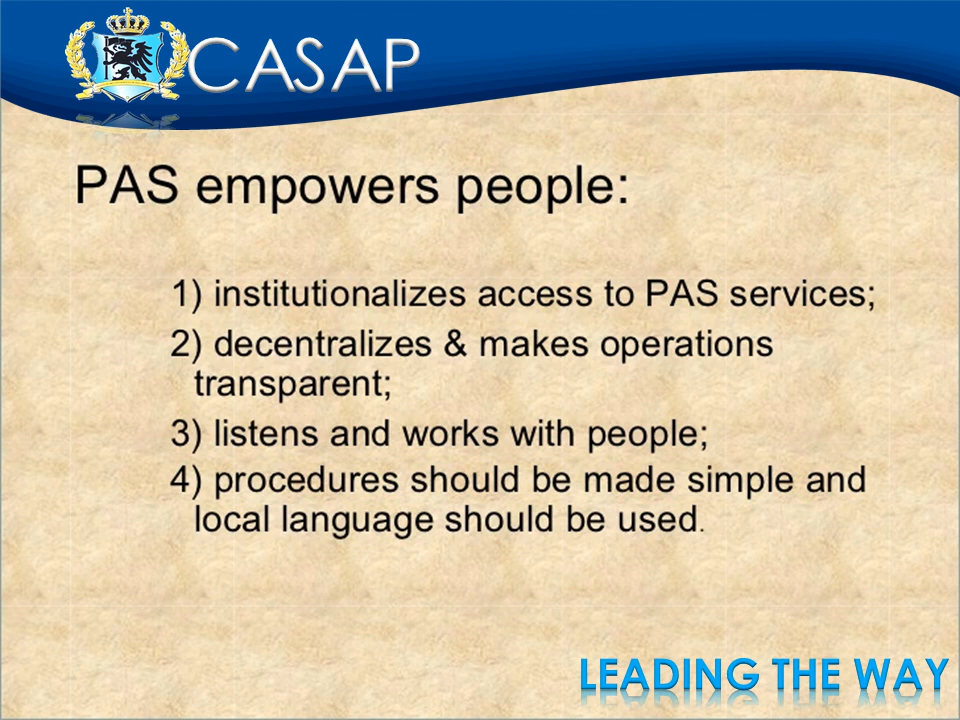 CASAP
PAS empowers people:
1) institutionalizes access to PAS services;
2) decentralizes & makes operations
transparent;
3) listens and works with people;
4) procedures should be made simple and
local language should be used.
LEADING THE WAY